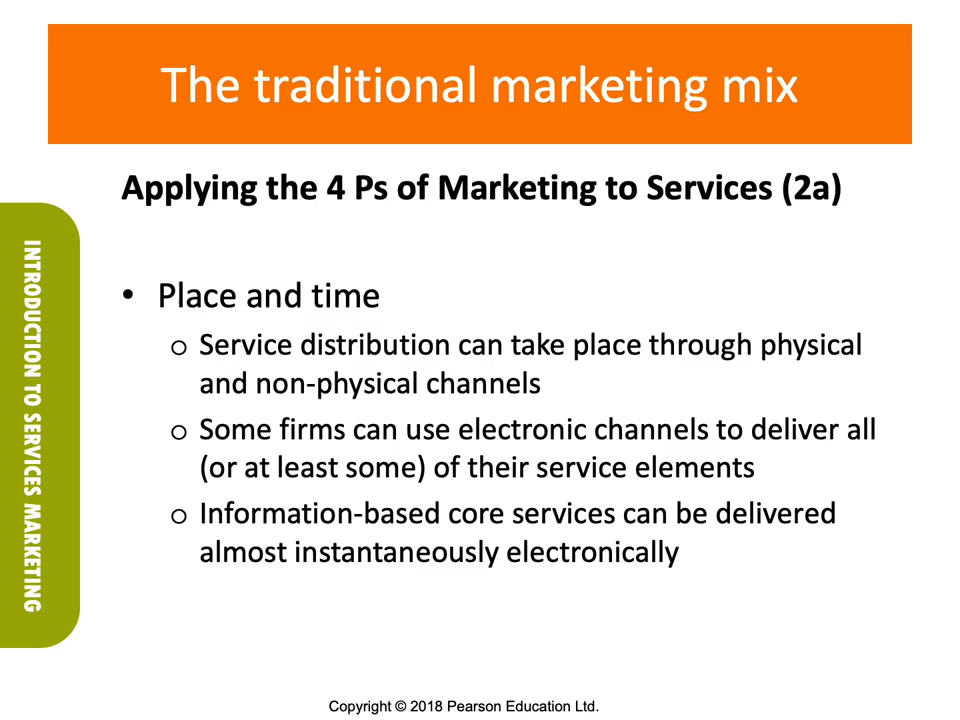 The traditional marketing mix
Applying the 4 Ps of Marketing to Services (2a)
INTRODUCTION TO SERVICES MARKETING
• Place and time
o Service distribution can take place through physical
and non-physical channels
o Some firms can use electronic channels to deliver all
(or at least some) of their service elements
o Information-based core services can be delivered
almost instantaneously electronically
Copyright © 2018 Pearson Education Ltd.